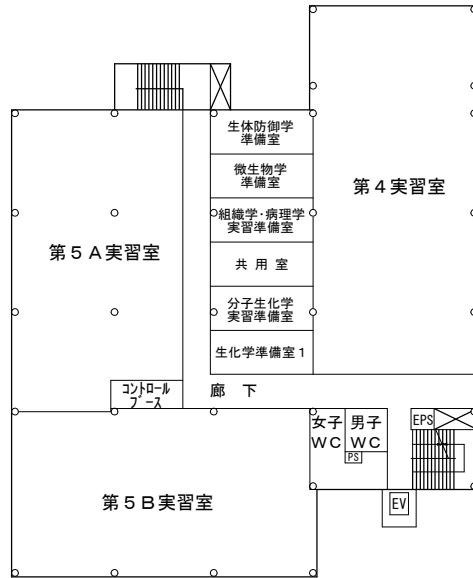 生体防御学
準備室
微生物学
準備室
第４実習室
組織学・病理学
実習準備室
第５Ａ実習室
共 用 室
分子生化学
実習準備室
生化学準備室１
コントロール
ブース
廊 下
女子
ＷＣ
男子
ＷＣ
PS
EPS
第５Ｂ実習室
EV